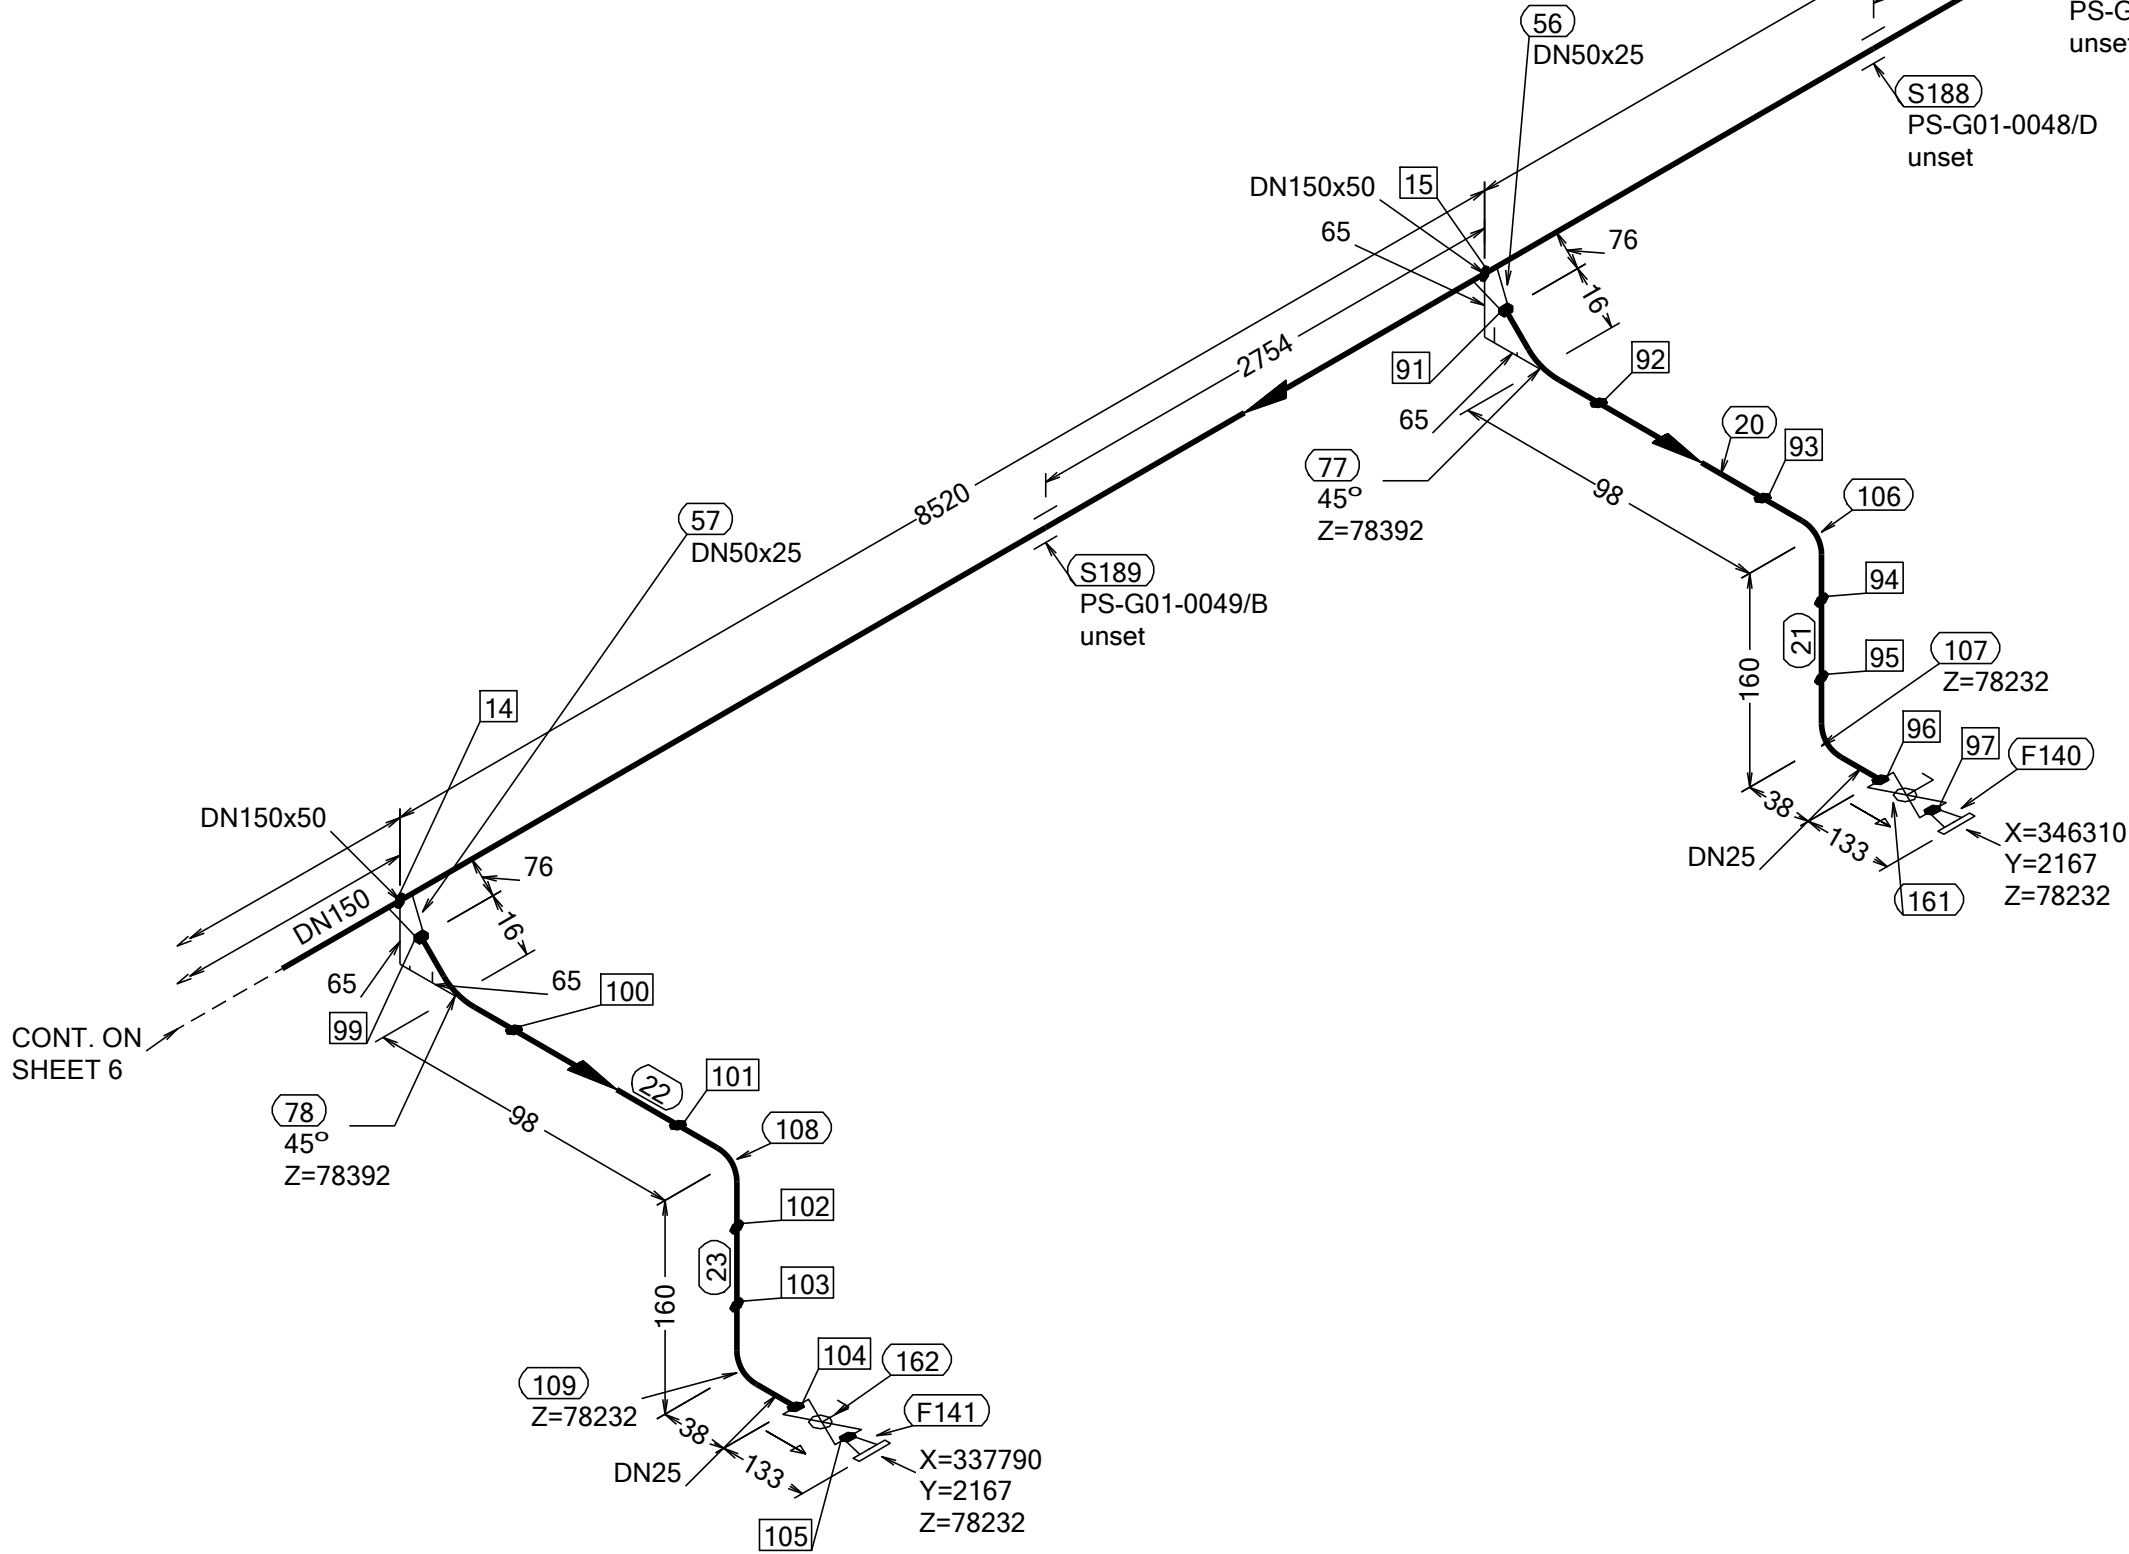 PS-G
unset
56
DN50x25
S188
PS-G01-0048/D
unset
DN150x50
15
65
76
16
2754
91
92
65
20
93
77
45°
Z=78392
98
106
8520
57
DN50x25
S189
PS-G01-0049/B
unset
94
21
95
107
Z=78232
160
14
96
97
F140
38
133
DN25
X=346310
Y=2167
Z=78232
161
DN150x50
76
DN150
16
65
65
100
99
CONT. ON
SHEET 6
22
101
98
78
45°
Z=78392
108
102
23
103
160
104
162
109
Z=78232
F141
38
133
DN25
X=337790
Y=2167
Z=78232
105